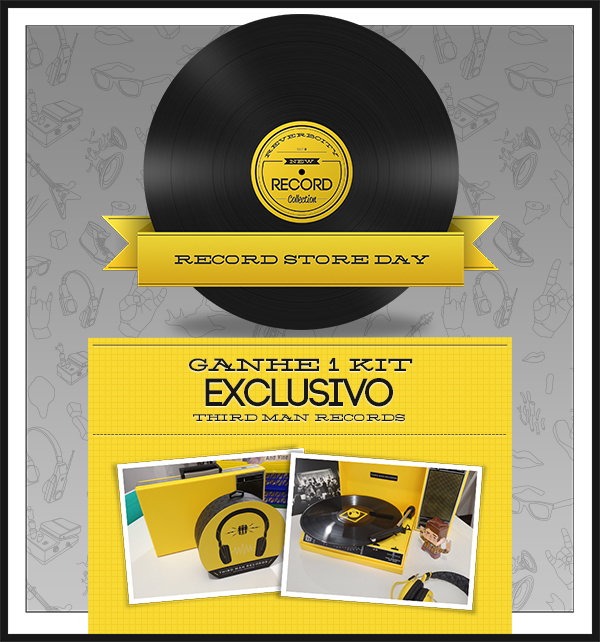 REVERBCITY
NEW
RECORD
Collection
RECORD STORE DAY
GANHE 1 KIT
EXCLUSIVO
THIRD MAN RECORDS
THIRD MAN RECORDS